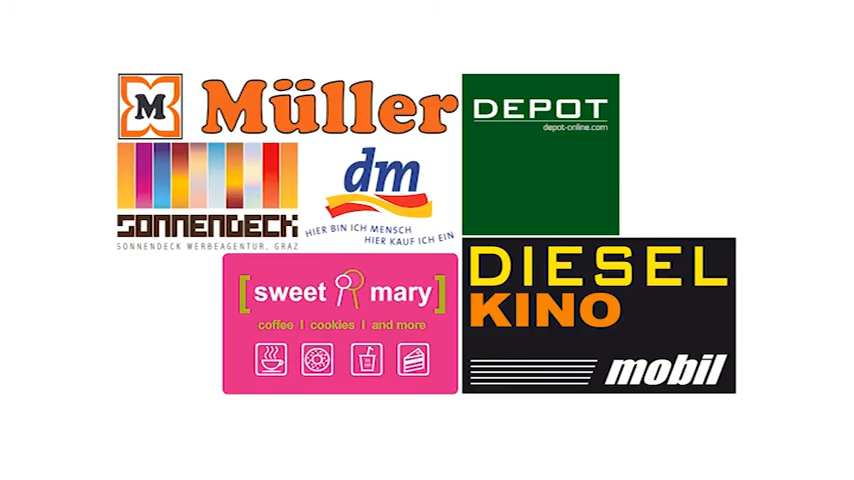 M Müller
DEPOT
depot-online.com
SONNENDECK
SONNENDECK WERBEAGENTUR, GRAZ
dm
HIER BIN ICH MENSCH
HIER KAUF ICH EIN
[sweet mary]
coffee | cookies | and more
DIESEL
KINO
mobil